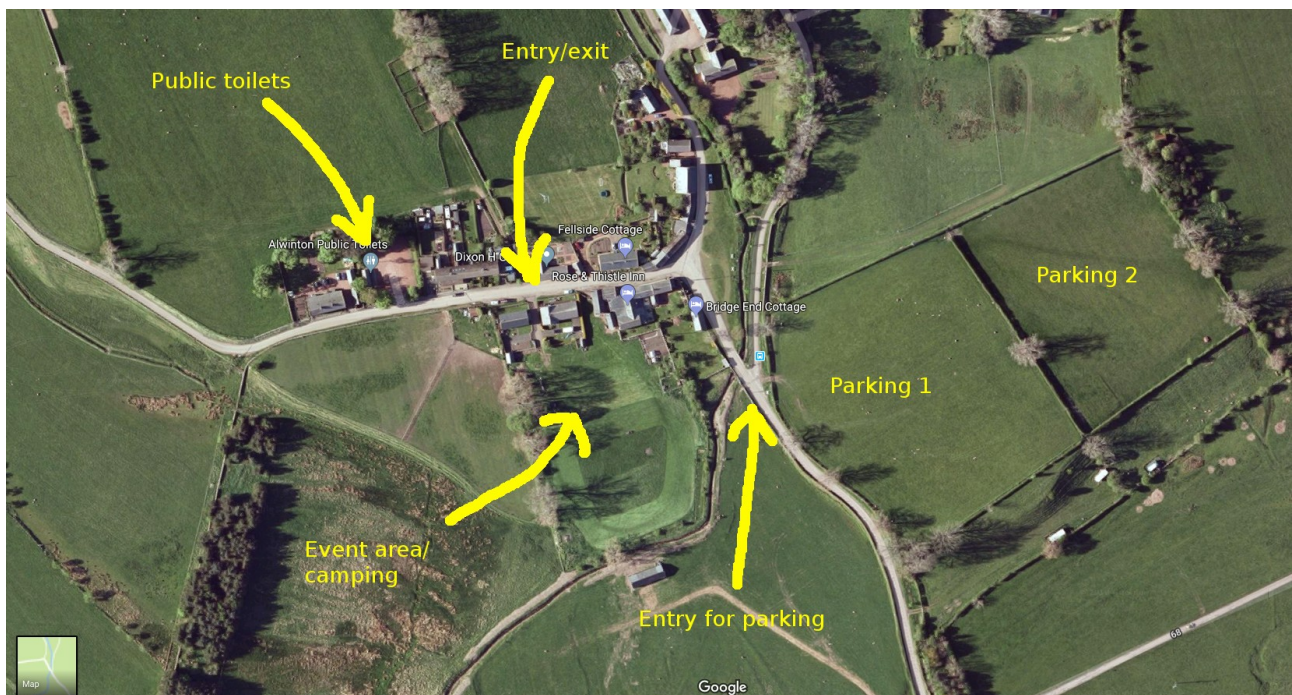 Entry/exit
Public toilets
Fellside Cottage
Alwinton Public Toilets
Dixon H
Rose & Thistle Inn
Parking 2
Bridge End Cottage
Parking 1
Event area/
camping
Entry for parking
68
Map
Google